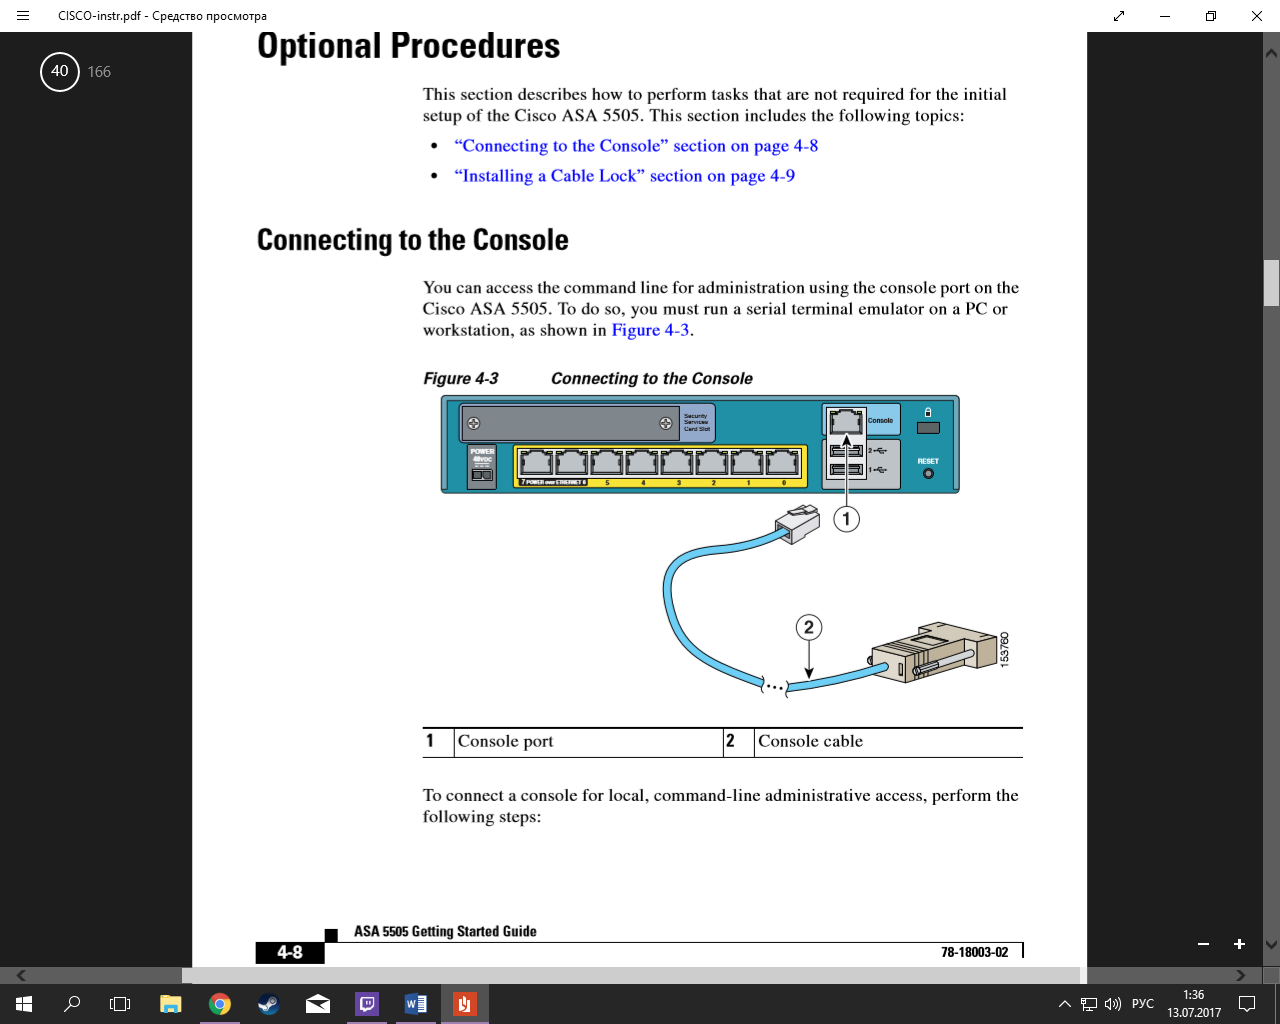 CISCO-instr.pdf - Средство просмотра
40 166
Optional Procedures
This section describes how to perform tasks that are not required for the initial
setup of the Cisco ASA 5505. This section includes the following topics:
• “Connecting to the Console” section on page 4-8
• “Installing a Cable Lock” section on page 4-9
Connecting to the Console
You can access the command line for administration using the console port on the
Cisco ASA 5505. To do so, you must run a serial terminal emulator on a PC or
workstation, as shown in Figure 4-3.
Figure 4-3 Connecting to the Console
Security
Services
Card Slot
Console
POWER
48VDC
2
1
RESET
7 POWER over ETHERNET 6 5 4 3 2 1 0
1
2
153760
1 Console port 2 Console cable
To connect a console for local, command-line administrative access, perform the
following steps:
ASA 5505 Getting Started Guide
4-8
78-18003-02
РУС
1:36
13.07.2017